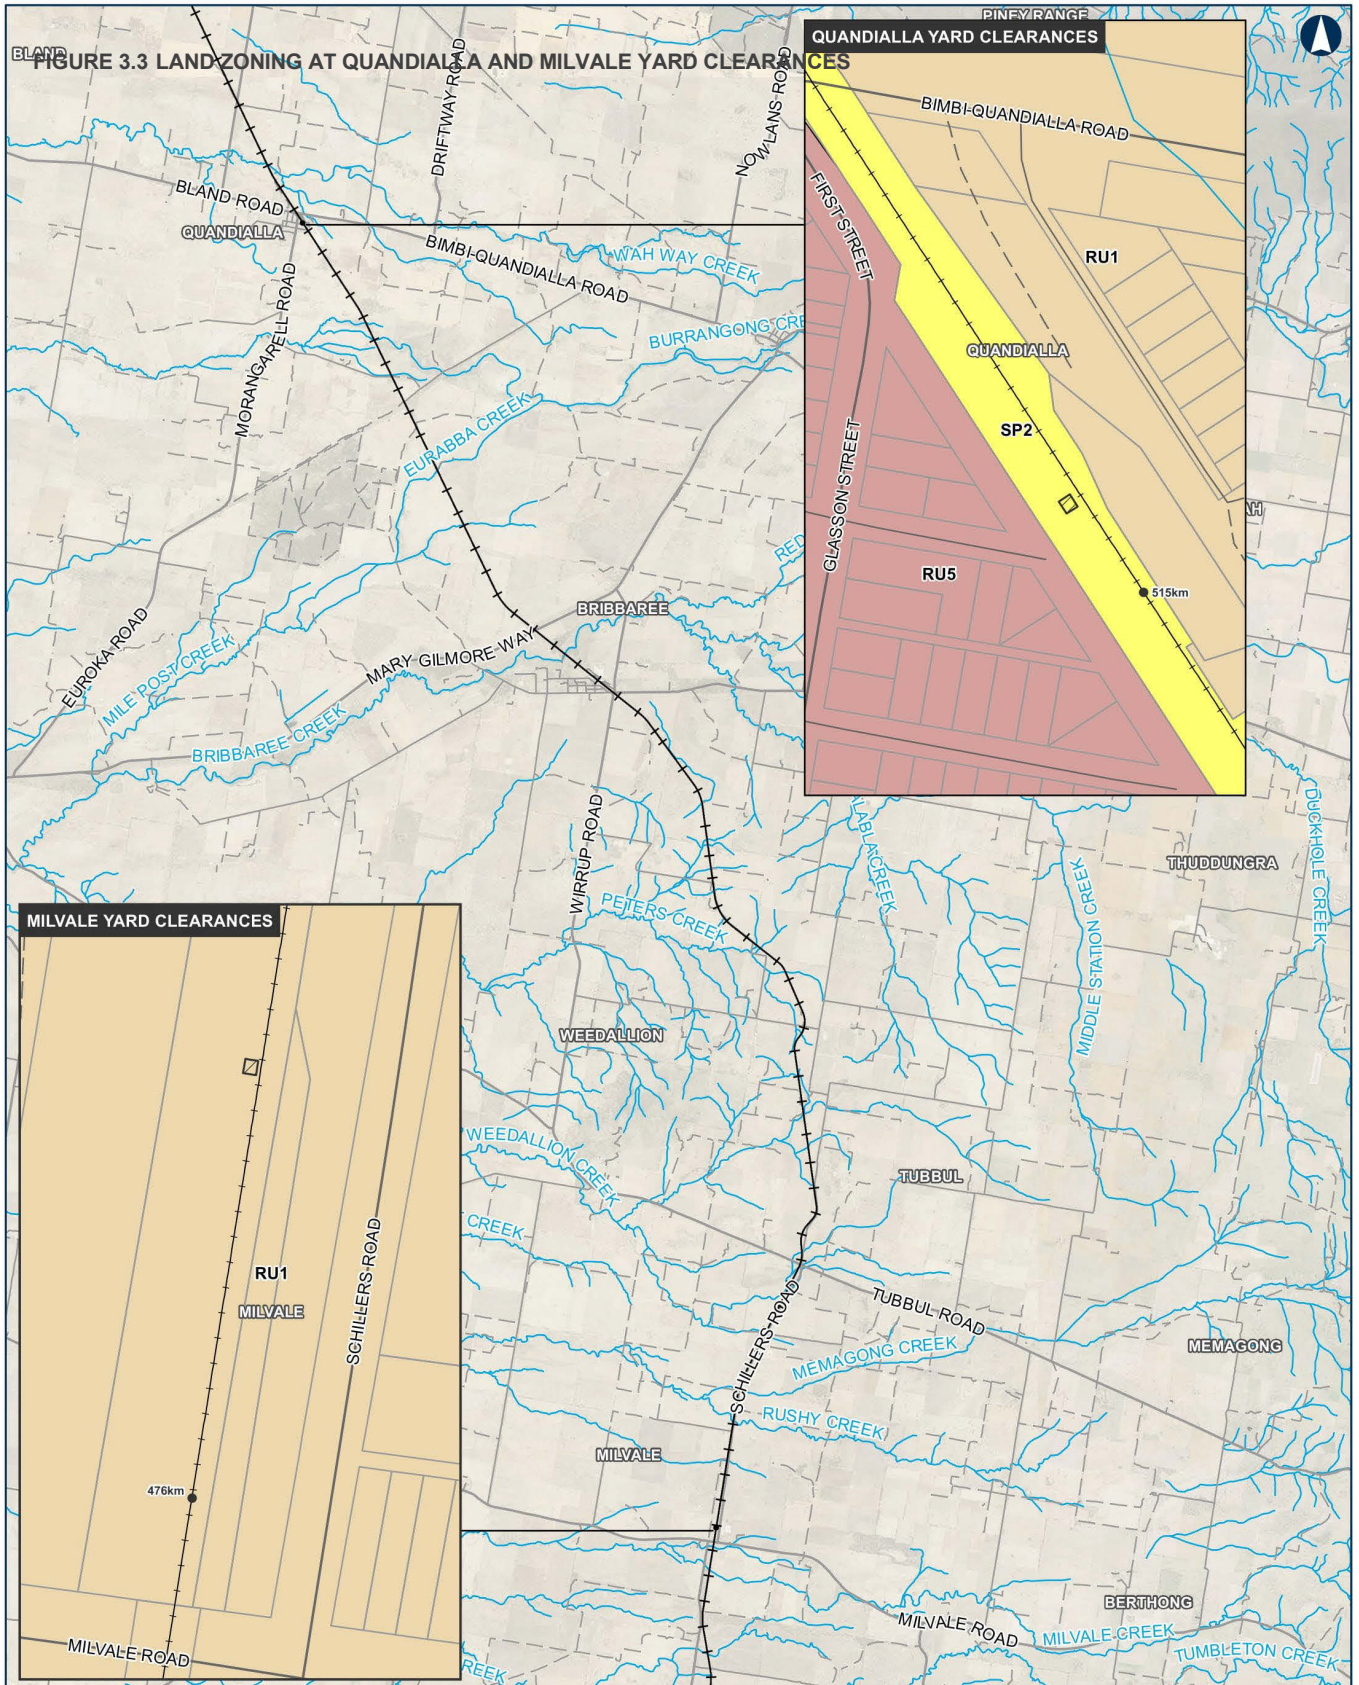 PINEY RANGE
BLAND
FIGURE 3.3 LAND ZONING AT QUANDIALLA AND MILVALE YARD CLEARANCES
DRIFTWAY ROAD
NOWLANS ROAD
BLAND ROAD
QUANDIALLA
BIMBI-QUANDIALLA ROAD
WAH WAY CREEK
MORANGARELL ROAD
BURRANGONG
EURABBA CREEK
BRIBBAREE
MARY GILMORE WAY
EUROKA ROAD
MILE POST CREEK
BRIBBAREE CREEK
RED
AH
QUANDIALLA YARD CLEARANCES
BIMBI-QUANDIALLA ROAD
FIRST STREET
RU1
QUANDIALLA
SP2
GLASSON STREET
RU5
515km
WIRRUP ROAD
PETERS CREEK
CREEK
MIDDLE STATION CREEK
THUDDUNGRA
DUCKHOLE CREEK
WEEDALLION
WEEDALLION CREEK
CREEK
TUBBUL
SCHILLERS ROAD
TUBBUL ROAD
MEMAGONG CREEK
MEMAGONG
RUSHY CREEK
MILVALE
BERTHONG
MILVALE ROAD
MILVALE CREEK
TUMBLETON CREEK
REEK
MILVALE YARD CLEARANCES
RU1
MILVALE
SCHILLERS ROAD
476km
MILVALE ROAD